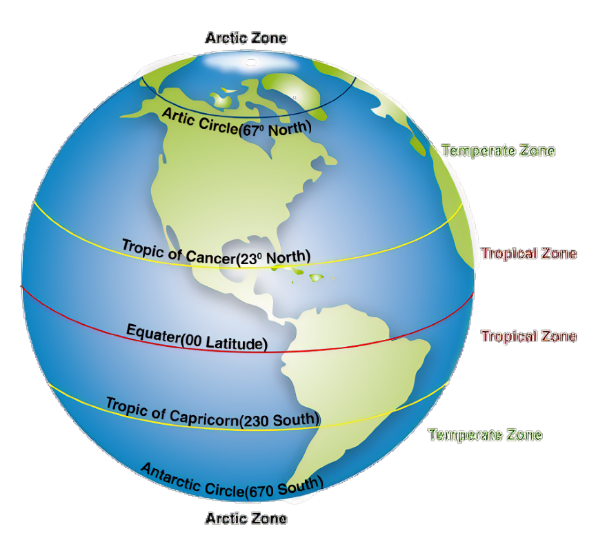 Arctic Zone
Artic Circle(67⁰ North)
Temperate Zone
Tropic of Cancer(23⁰ North)
Tropical Zone
Equater(00 Latitude)
Tropical Zone
Tropic of Capricorn(230 South)
Temperate Zone
Antarctic Circle(670 South)
Arctic Zone